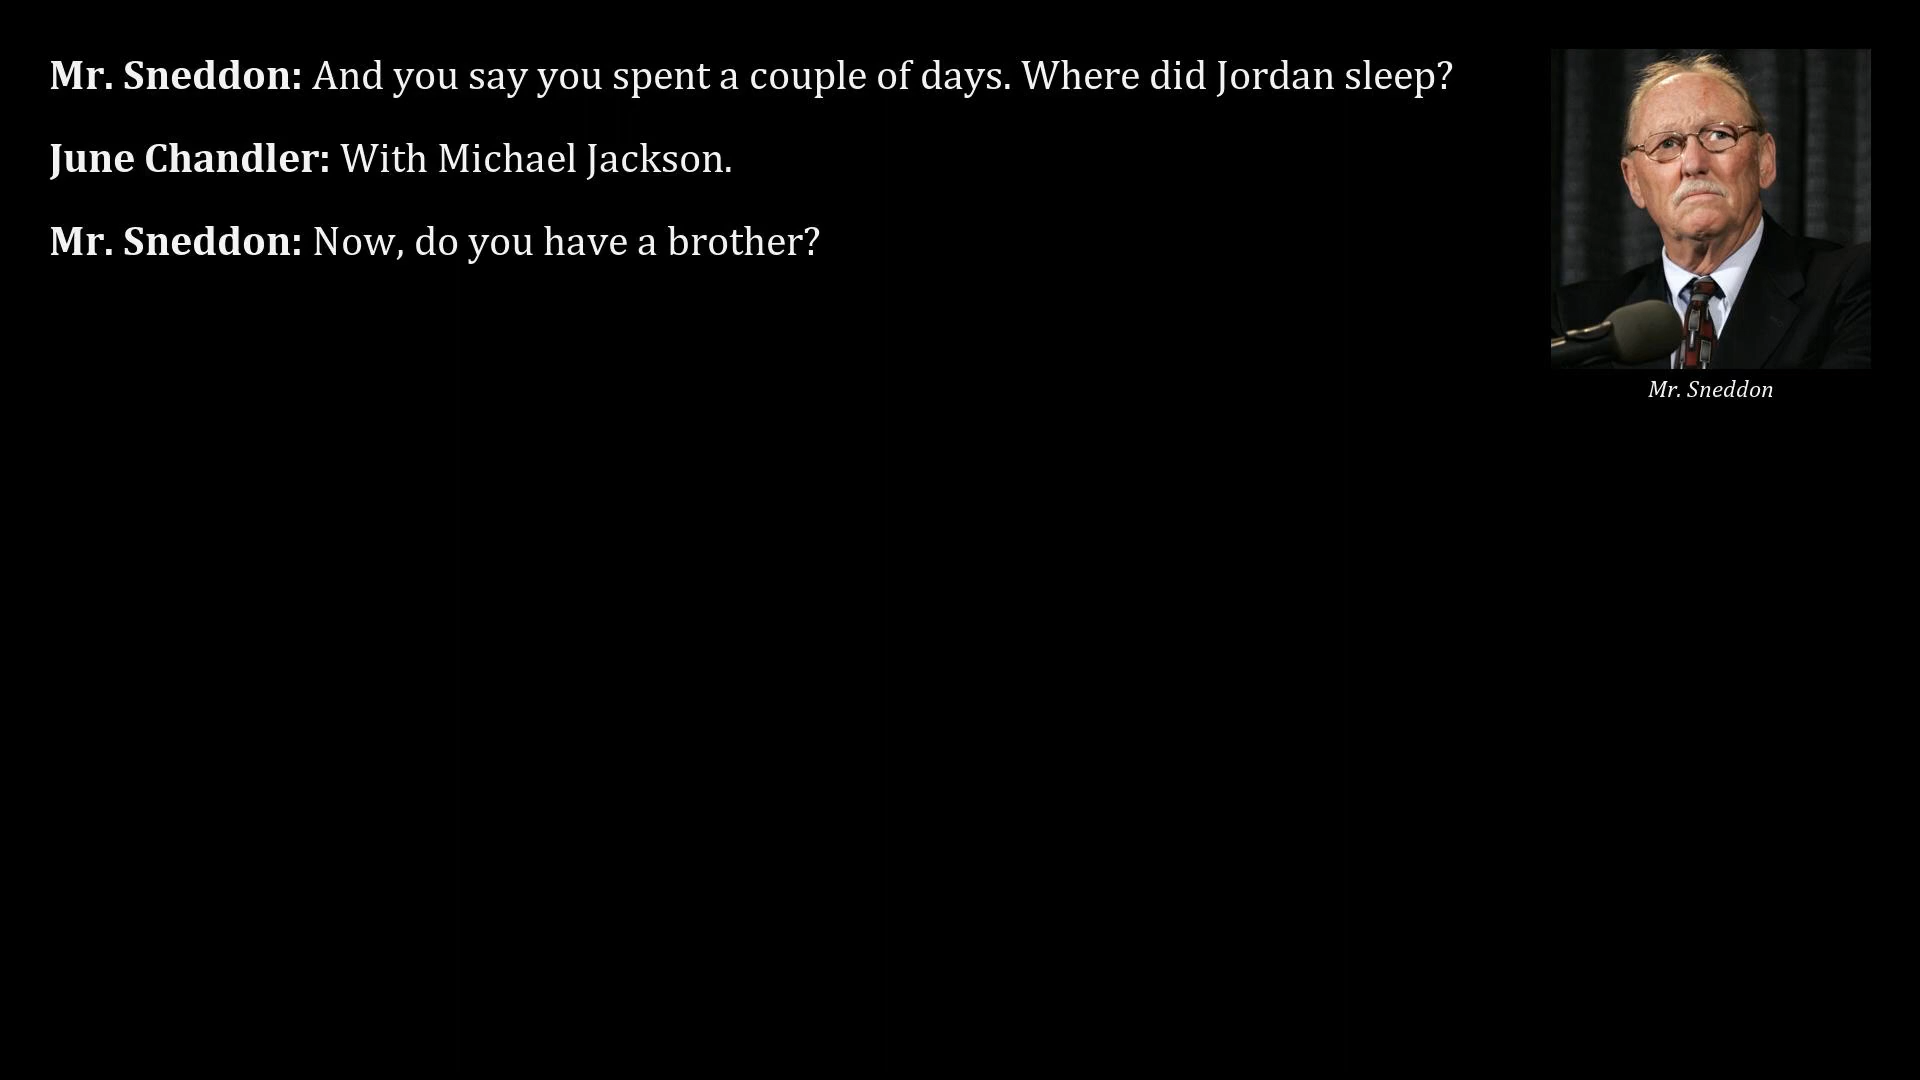 Mr. Sneddon: And you say you spent a couple of days. Where did Jordan sleep?
June Chandler: With Michael Jackson.
Mr. Sneddon: Now, do you have a brother?
Mr. Sneddon